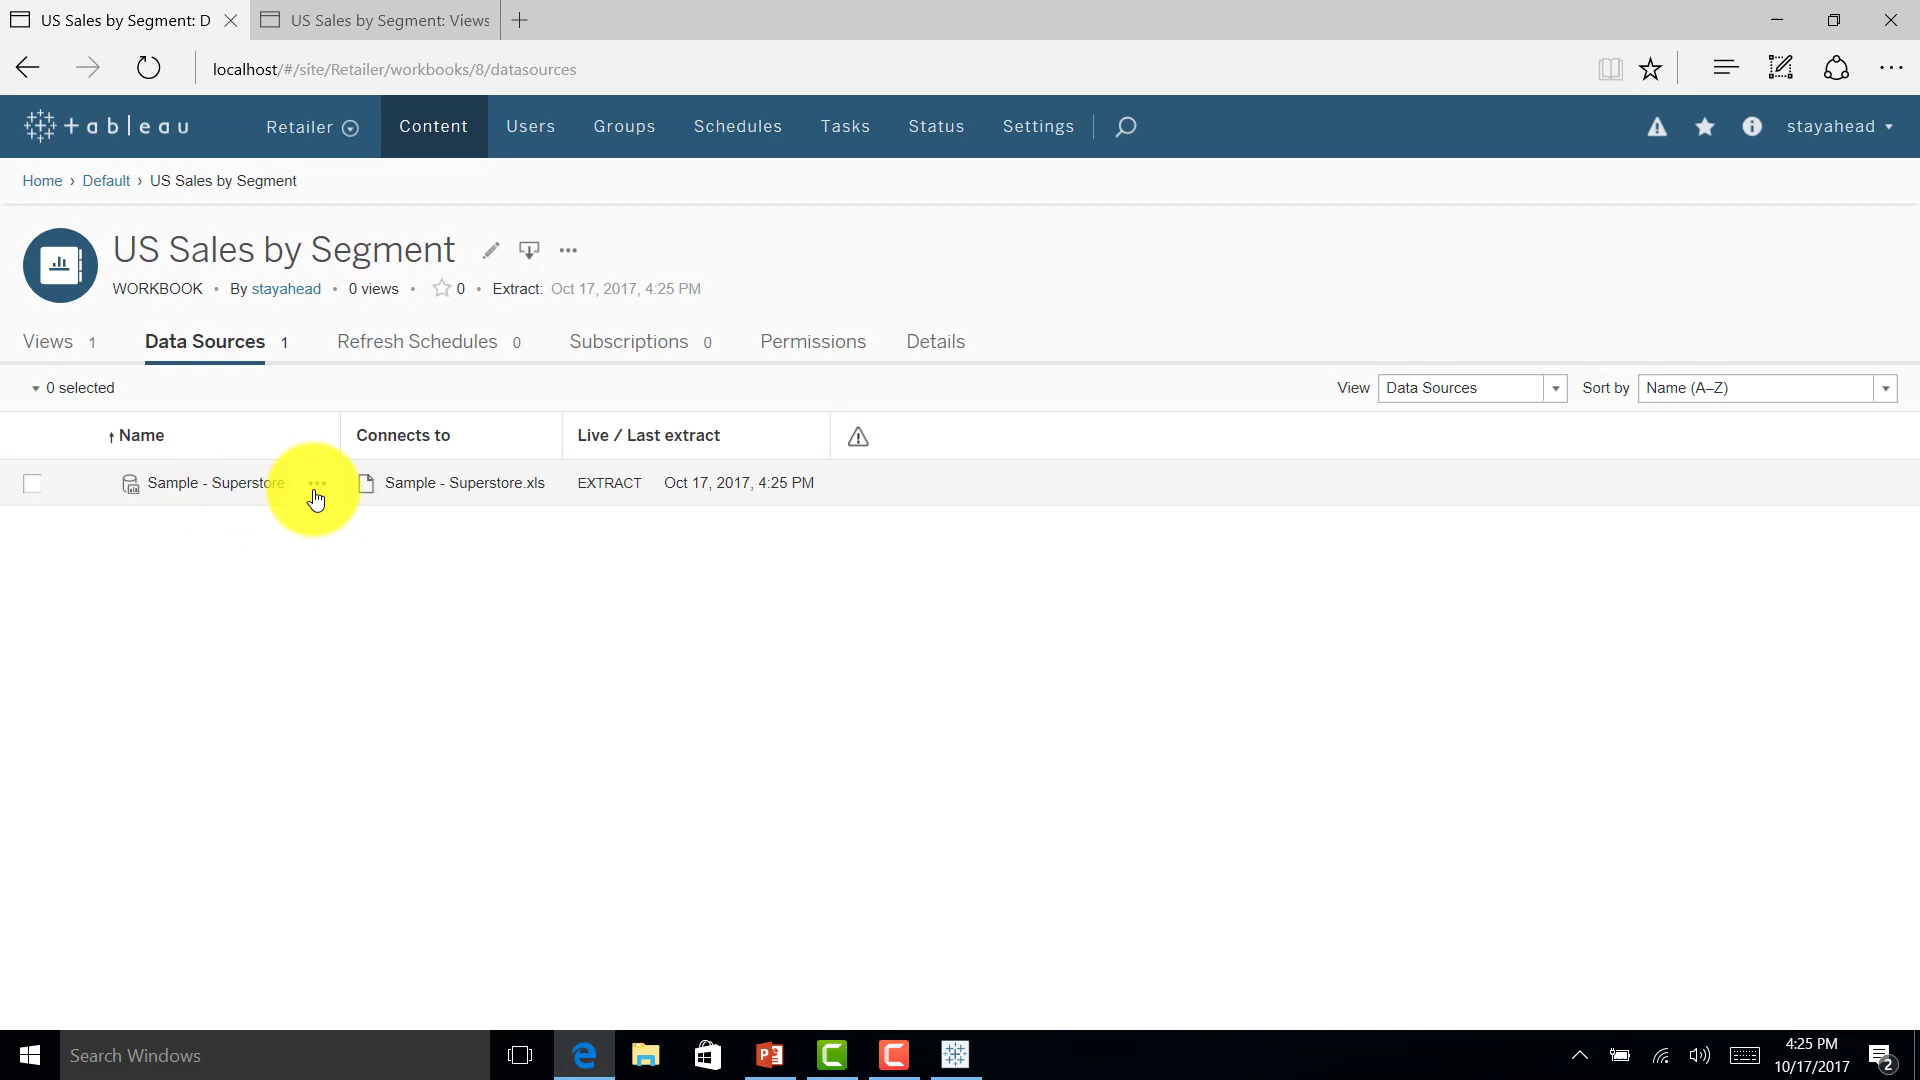 US Sales by Segment: D
US Sales by Segment: Views
localhost/#/site/Retailer/workbooks/8/datasources
+ableau
Retailer
Content
Users
Groups
Schedules
Tasks
Status
Settings
stayahead
Home › Default › US Sales by Segment
US Sales by Segment
WORKBOOK • By stayahead • 0 views • 0 • Extract: Oct 17, 2017, 4:25 PM
Views 1
Data Sources 1
Refresh Schedules 0
Subscriptions 0
Permissions
Details
0 selected
View Data Sources
Sort by Name (A–Z)
Name
Connects to
Live / Last extract
Sample - Superstore
Sample - Superstore.xls
EXTRACT Oct 17, 2017, 4:25 PM
Search Windows
4:25 PM
10/17/2017
2